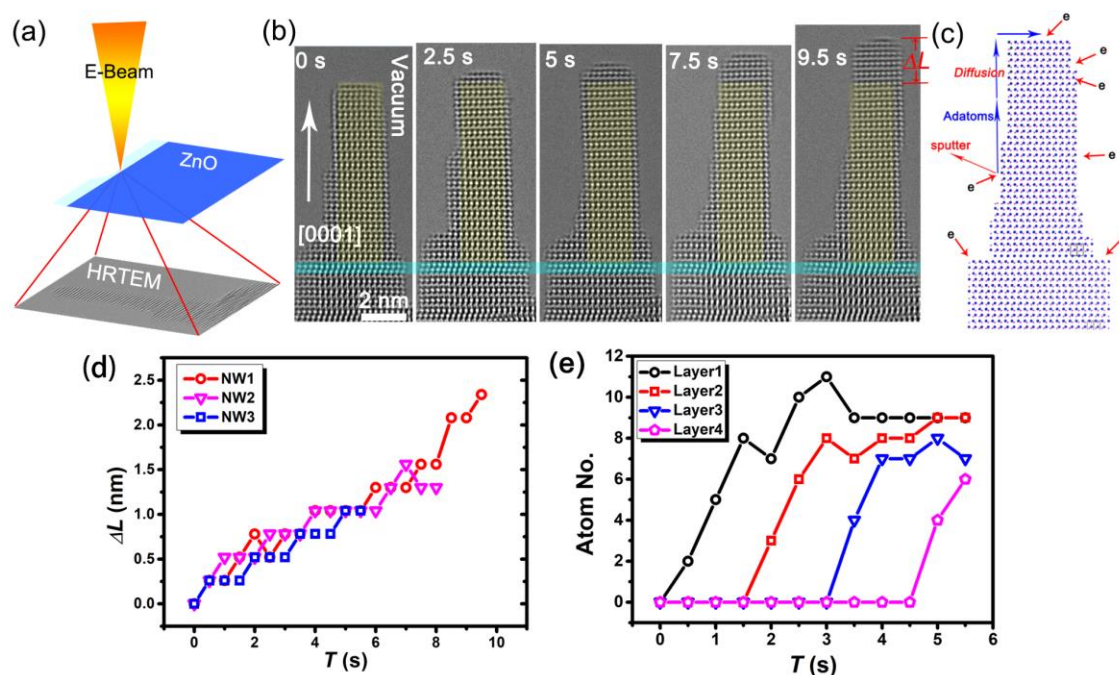 (a)
E-Beam
ZnO
HRTEM
(b)
0 s
Vacuum
[0001]
2 nm
2.5 s
5 s
7.5 s
9.5 s
ΔL
(c)
e
Diffusion
e
e
Adatoms
sputter
e
e
e
(d)
NW1
NW2
NW3
2.5
2.0
1.5
1.0
0.5
0.0
ΔL (nm)
0 2 4 6 8 10
T (s)
(e)
Layer1
Layer2
Layer3
Layer4
12
11
10
8
6
4
2
0
Atom No.
0 1 2 3 4 5 6
T (s)